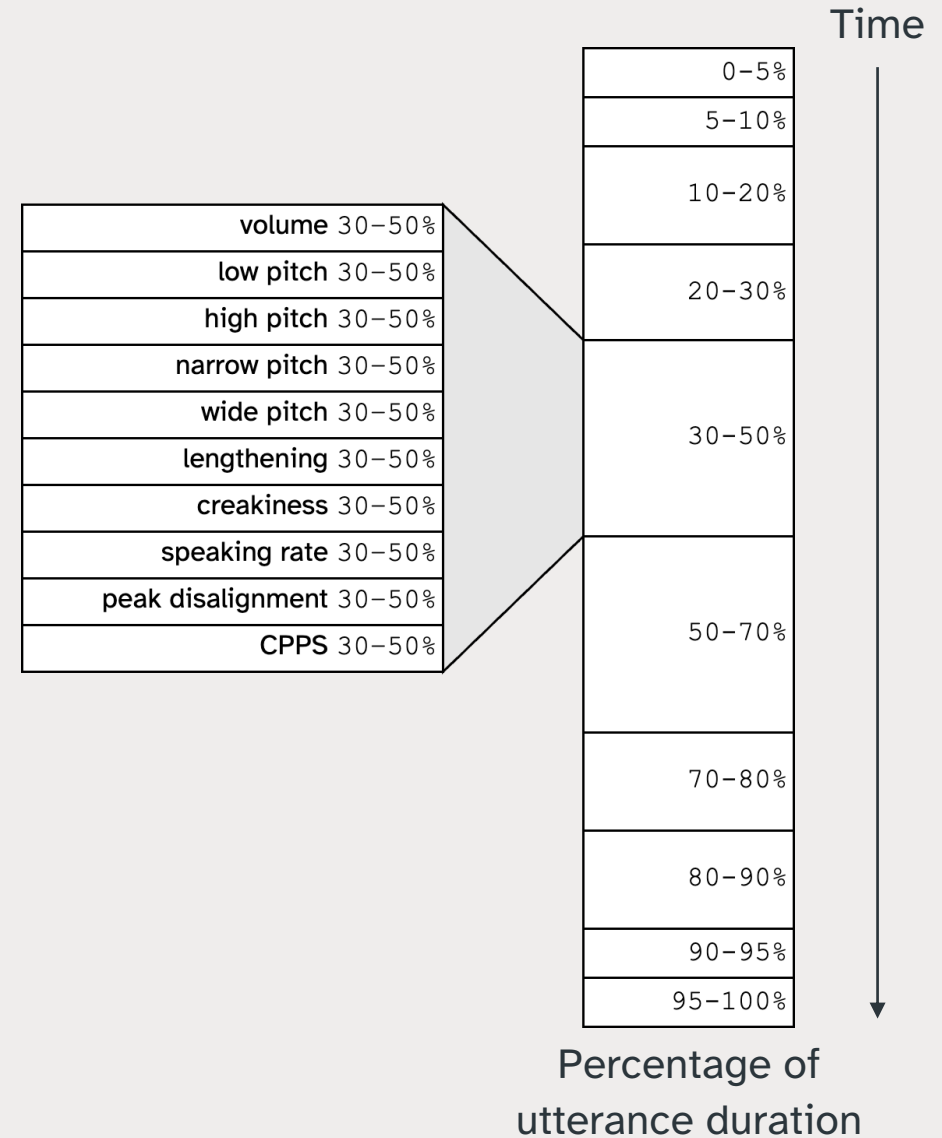 Time
0–5%
5–10%
10–20%
20–30%
30–50%
50–70%
70–80%
80–90%
90–95%
95–100%
volume 30–50%
low pitch 30–50%
high pitch 30–50%
narrow pitch 30–50%
wide pitch 30–50%
lengthening 30–50%
creakiness 30–50%
speaking rate 30–50%
peak disalignment 30–50%
CPPS 30–50%
Percentage of
utterance duration